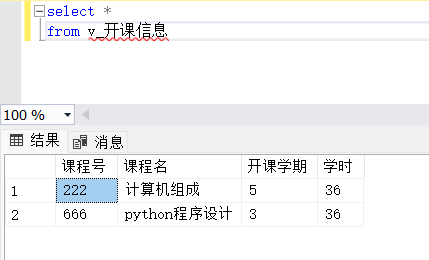 select *
from v_开课信息
100 %
结果 消息
课程号 课程名 开课学期 学时
1 222 计算机组成 5 36
2 666 python程序设计 3 36